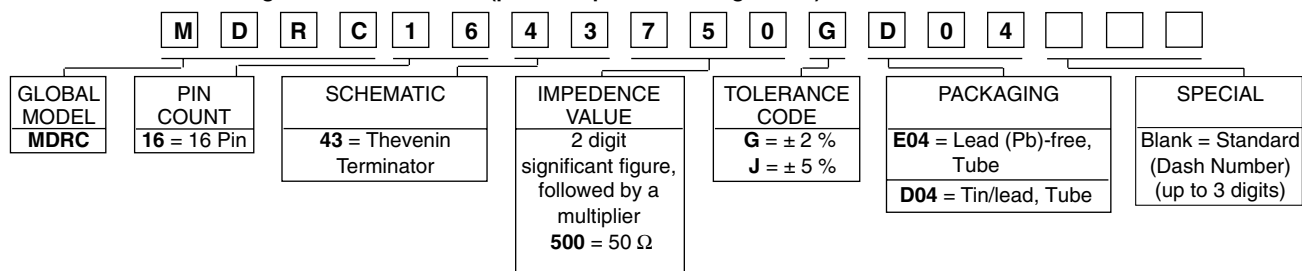 M D R C 1 6 4 3 7 5 0 G D 0 4
GLOBAL
MODEL
MDRC
PIN
COUNT
16 = 16 Pin
SCHEMATIC
43 = Thevenin
Terminator
IMPEDENCE
VALUE
2 digit
significant figure,
followed by a
multiplier
500 = 50 Ω
TOLERANCE
CODE
G = ± 2 %
J = ± 5 %
PACKAGING
E04 = Lead (Pb)-free,
Tube
D04 = Tin/lead, Tube
SPECIAL
Blank = Standard
(Dash Number)
(up to 3 digits)